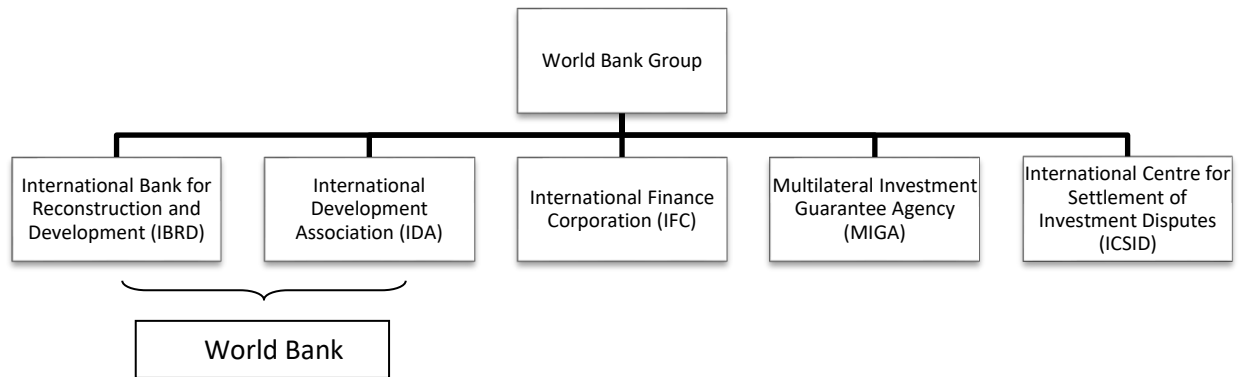 World Bank Group
International Bank for
Reconstruction and
Development (IBRD)
International
Development
Association (IDA)
International Finance
Corporation (IFC)
Multilateral Investment
Guarantee Agency
(MIGA)
International Centre for
Settlement of
Investment Disputes
(ICSID)
World Bank